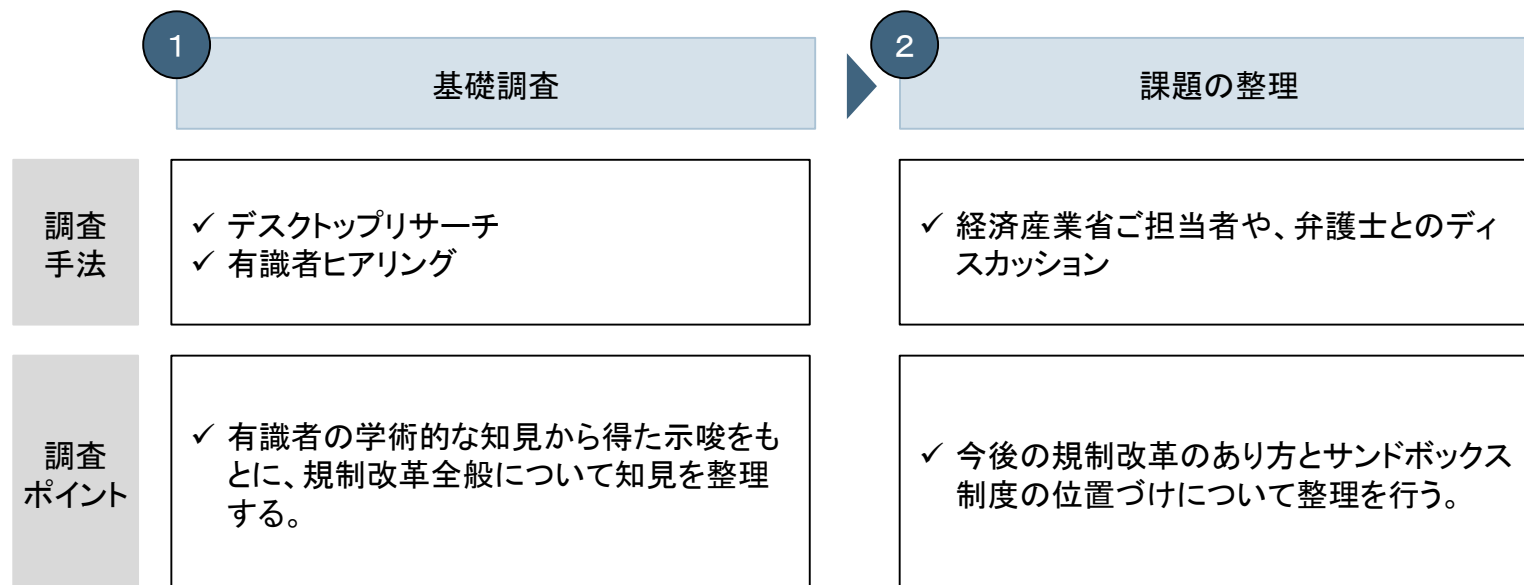 1
基礎調査
2
課題の整理
調査
手法
✓ デスクトップリサーチ
✓ 有識者ヒアリング
✓ 経済産業省ご担当者や、弁護士とのディ
スカッション
調査
ポイント
✓ 有識者の学術的な知見から得た示唆をも
とに、規制改革全般について知見を整理
する。
✓ 今後の規制改革のあり方とサンドボックス
制度の位置づけについて整理を行う。